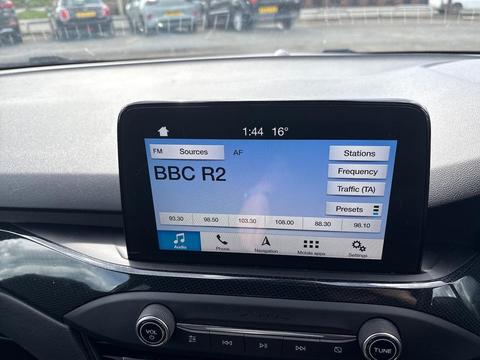 1:44 16°
FM Sources AF Stations
BBC R2
Frequency
Traffic (TA)
Presets
93.30 98.50 103.30 108.00 88.30 98.10
Audio Phone Navigation Mobile apps Settings
VOL TUNE